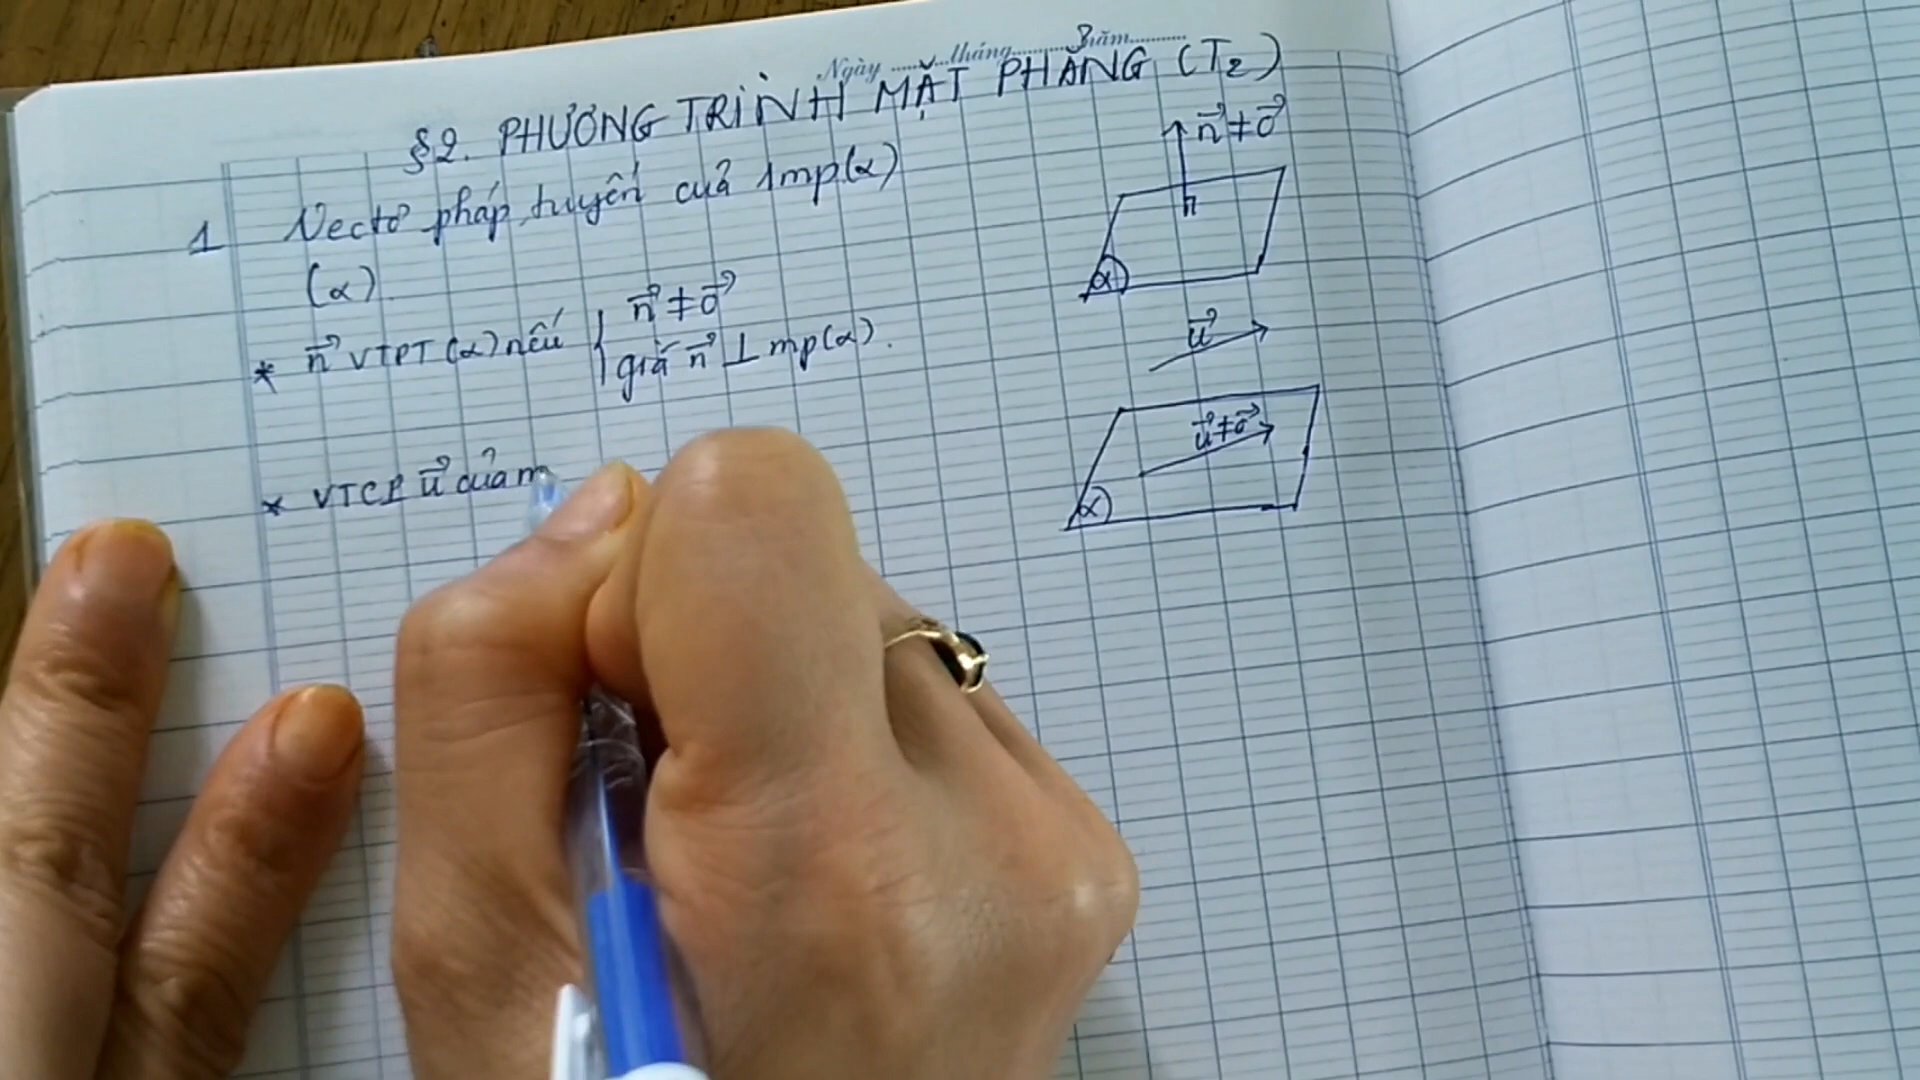 Ngày ........ tháng ........ năm ............
§2. PHƯƠNG TRÌNH MẶT PHẲNG (T2)
1 Vectơ pháp tuyến của 1mp(α)
(α)
* n⃗ VTPT (α) nếu { n⃗ ≠ 0⃗
giá n⃗ ⊥ mp(α).
* VTCP u⃗ của m
n⃗ ≠ 0⃗
α
u⃗
u⃗ ≠ 0⃗
α